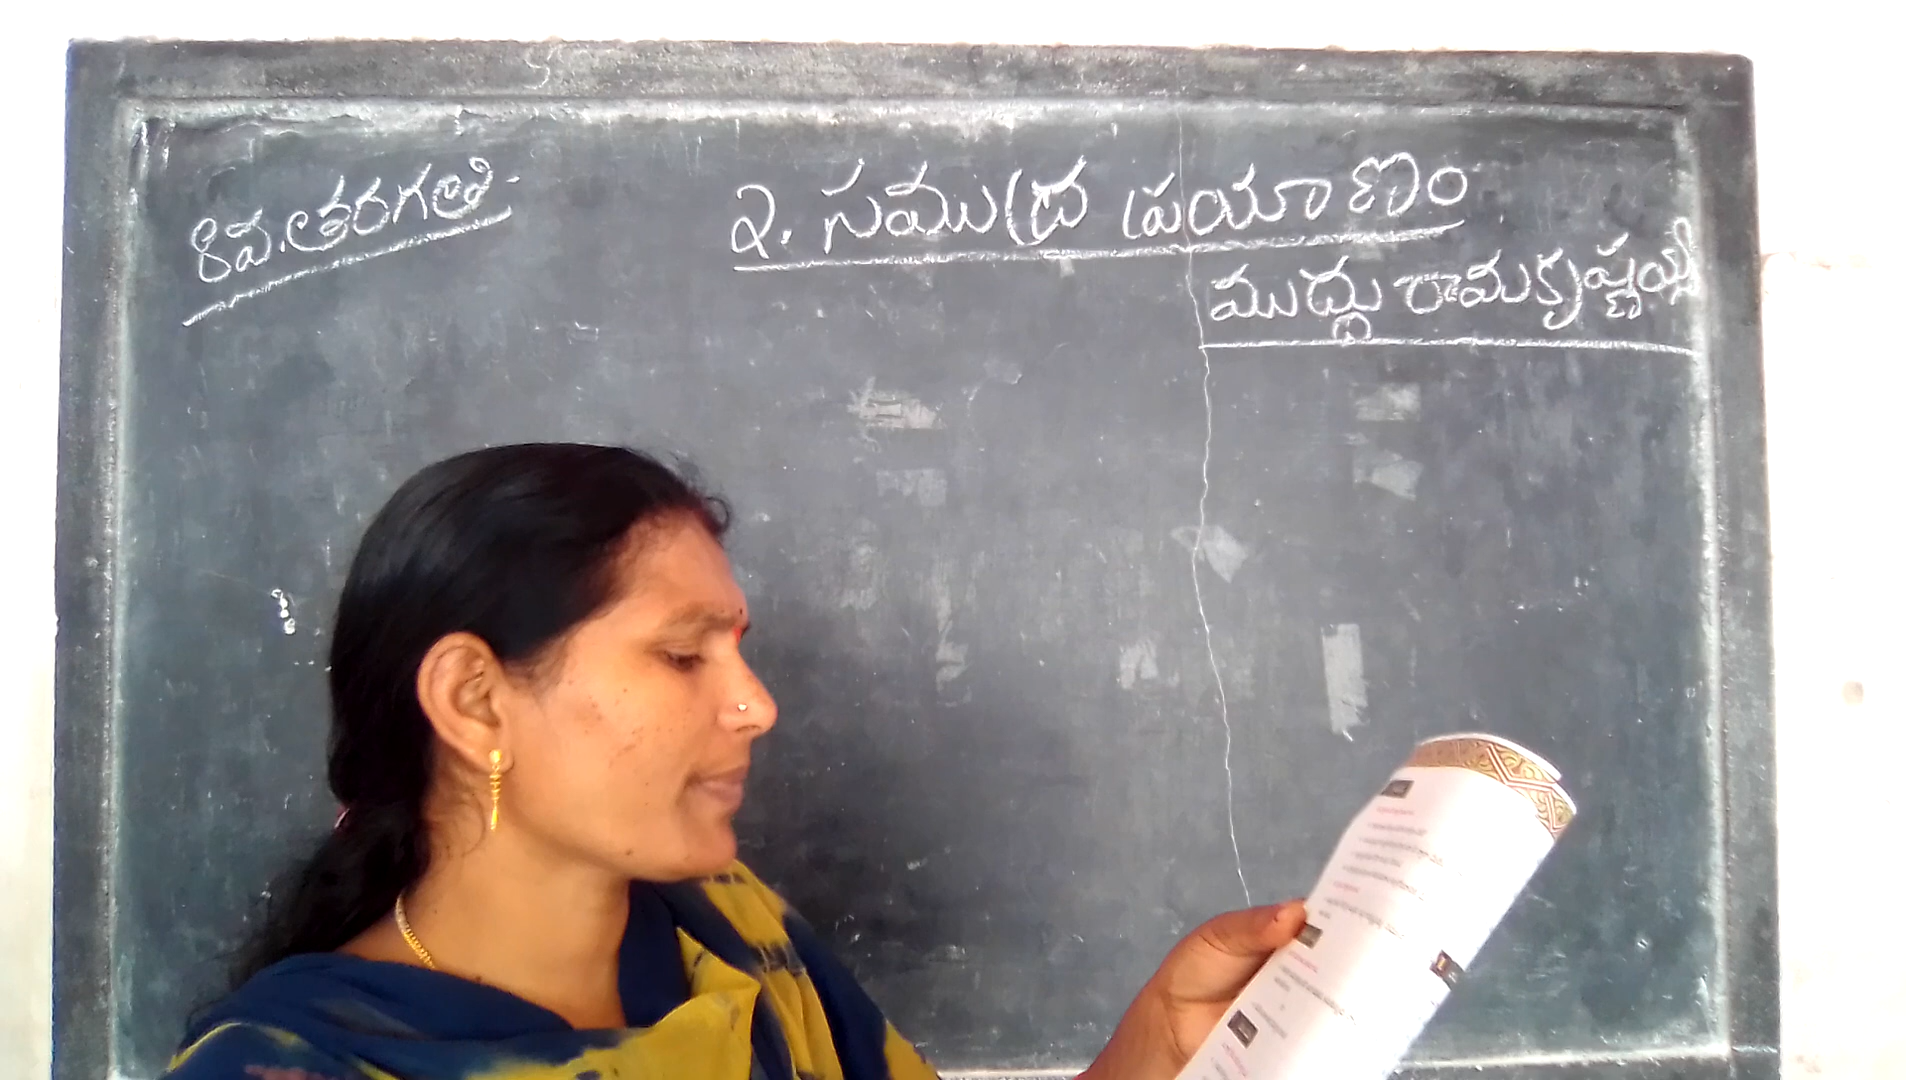 8వ.తరగతి.
2. సముద్ర ప్రయాణం
ముద్దు రామకృష్ణయ్య